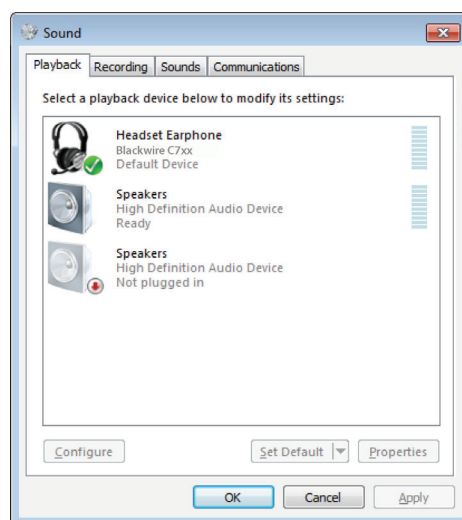 Sound
Playback Recording Sounds Communications
Select a playback device below to modify its settings:
Headset Earphone
Blackwire C7xx
Default Device
Speakers
High Definition Audio Device
Ready
Speakers
High Definition Audio Device
Not plugged in
Configure Set Default Properties
OK Cancel Apply